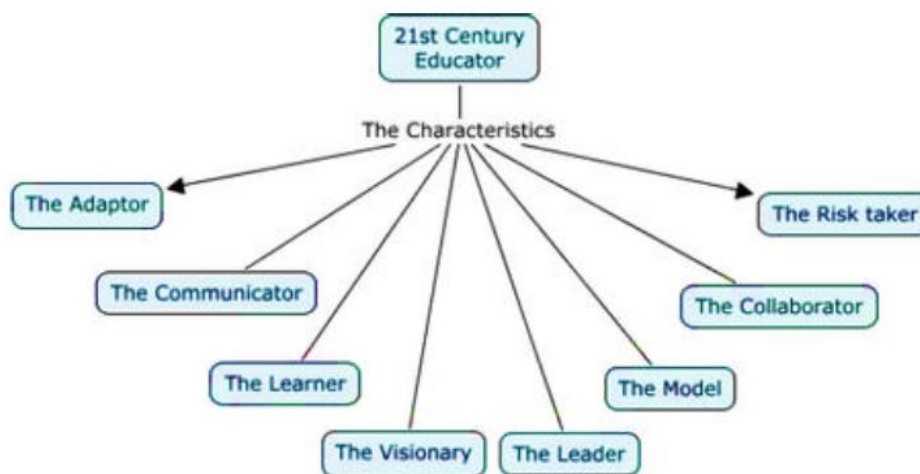 21st Century
Educator
The Characteristics
The Adaptor
The Risk taker
The Communicator
The Collaborator
The Learner
The Model
The Visionary
The Leader